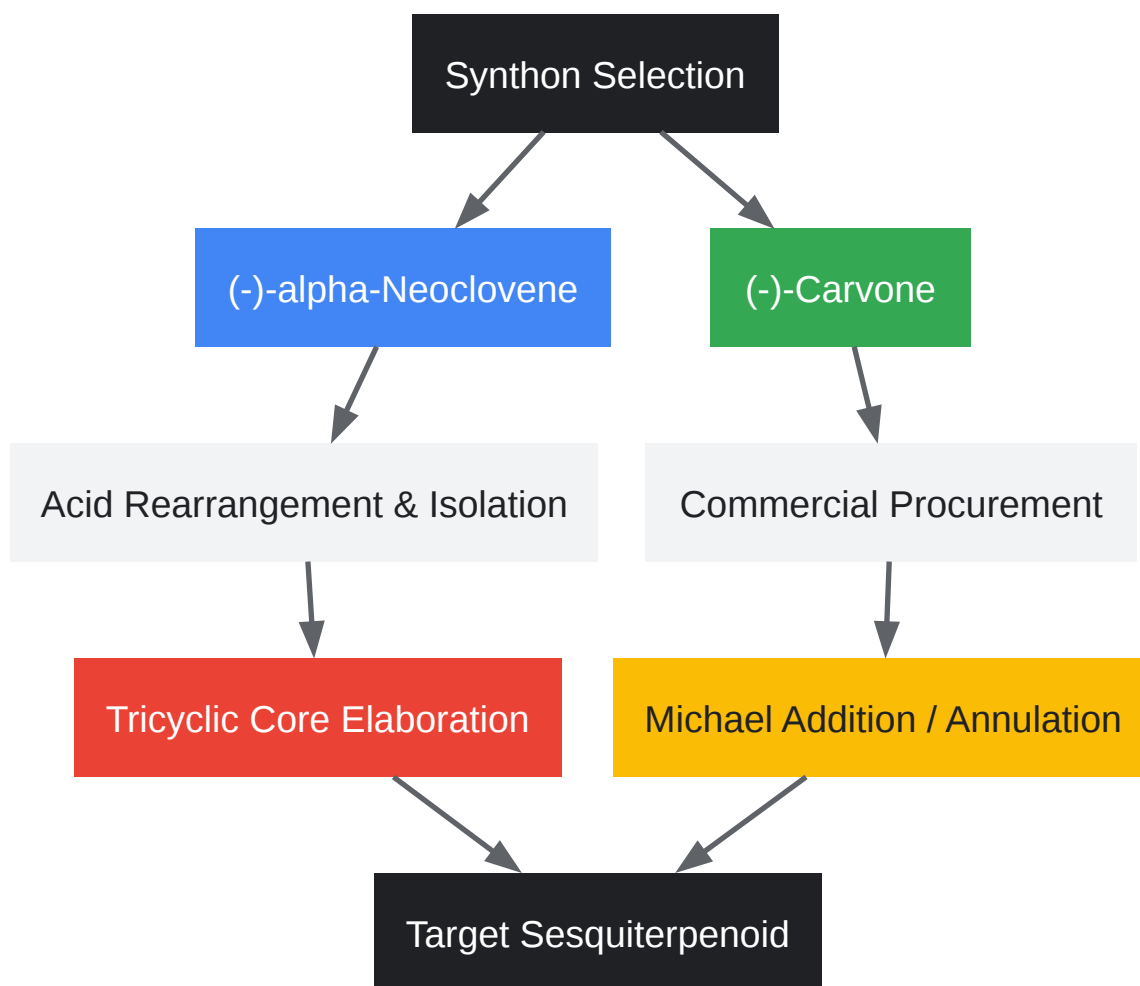 Synthon Selection
(-)-alpha-Neoclovene
(-)-Carvone
Acid Rearrangement & Isolation
Commercial Procurement
Tricyclic Core Elaboration
Michael Addition / Annulation
Target Sesquiterpenoid